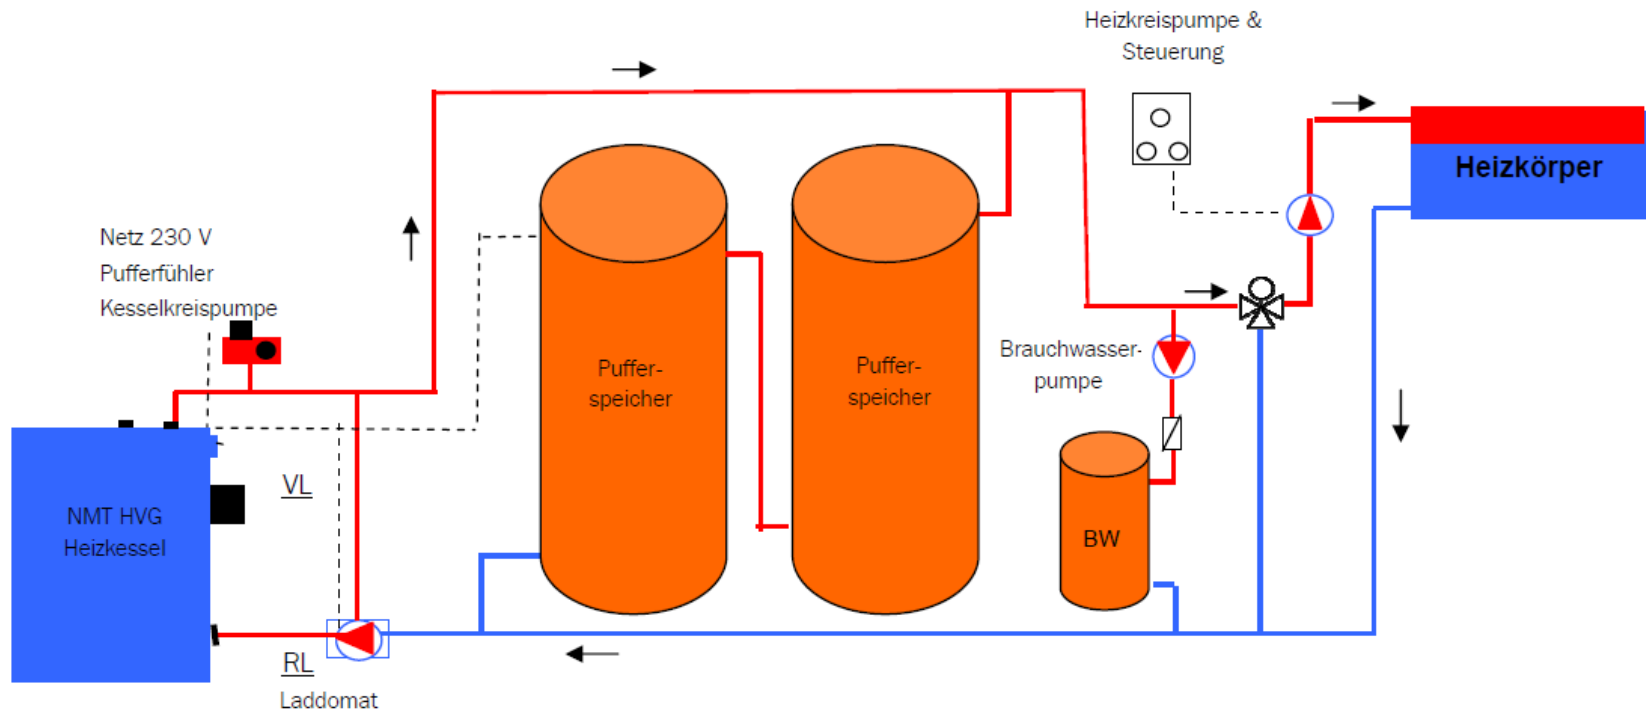 Heizkreispumpe &
Steuerung
Heizkörper
Netz 230 V
Pufferfühler
Kesselkreispumpe
Puffer-
speicher
Puffer-
speicher
Brauchwasser-
pumpe
VL
NMT HVG
Heizkessel
BW
RL
Laddomat